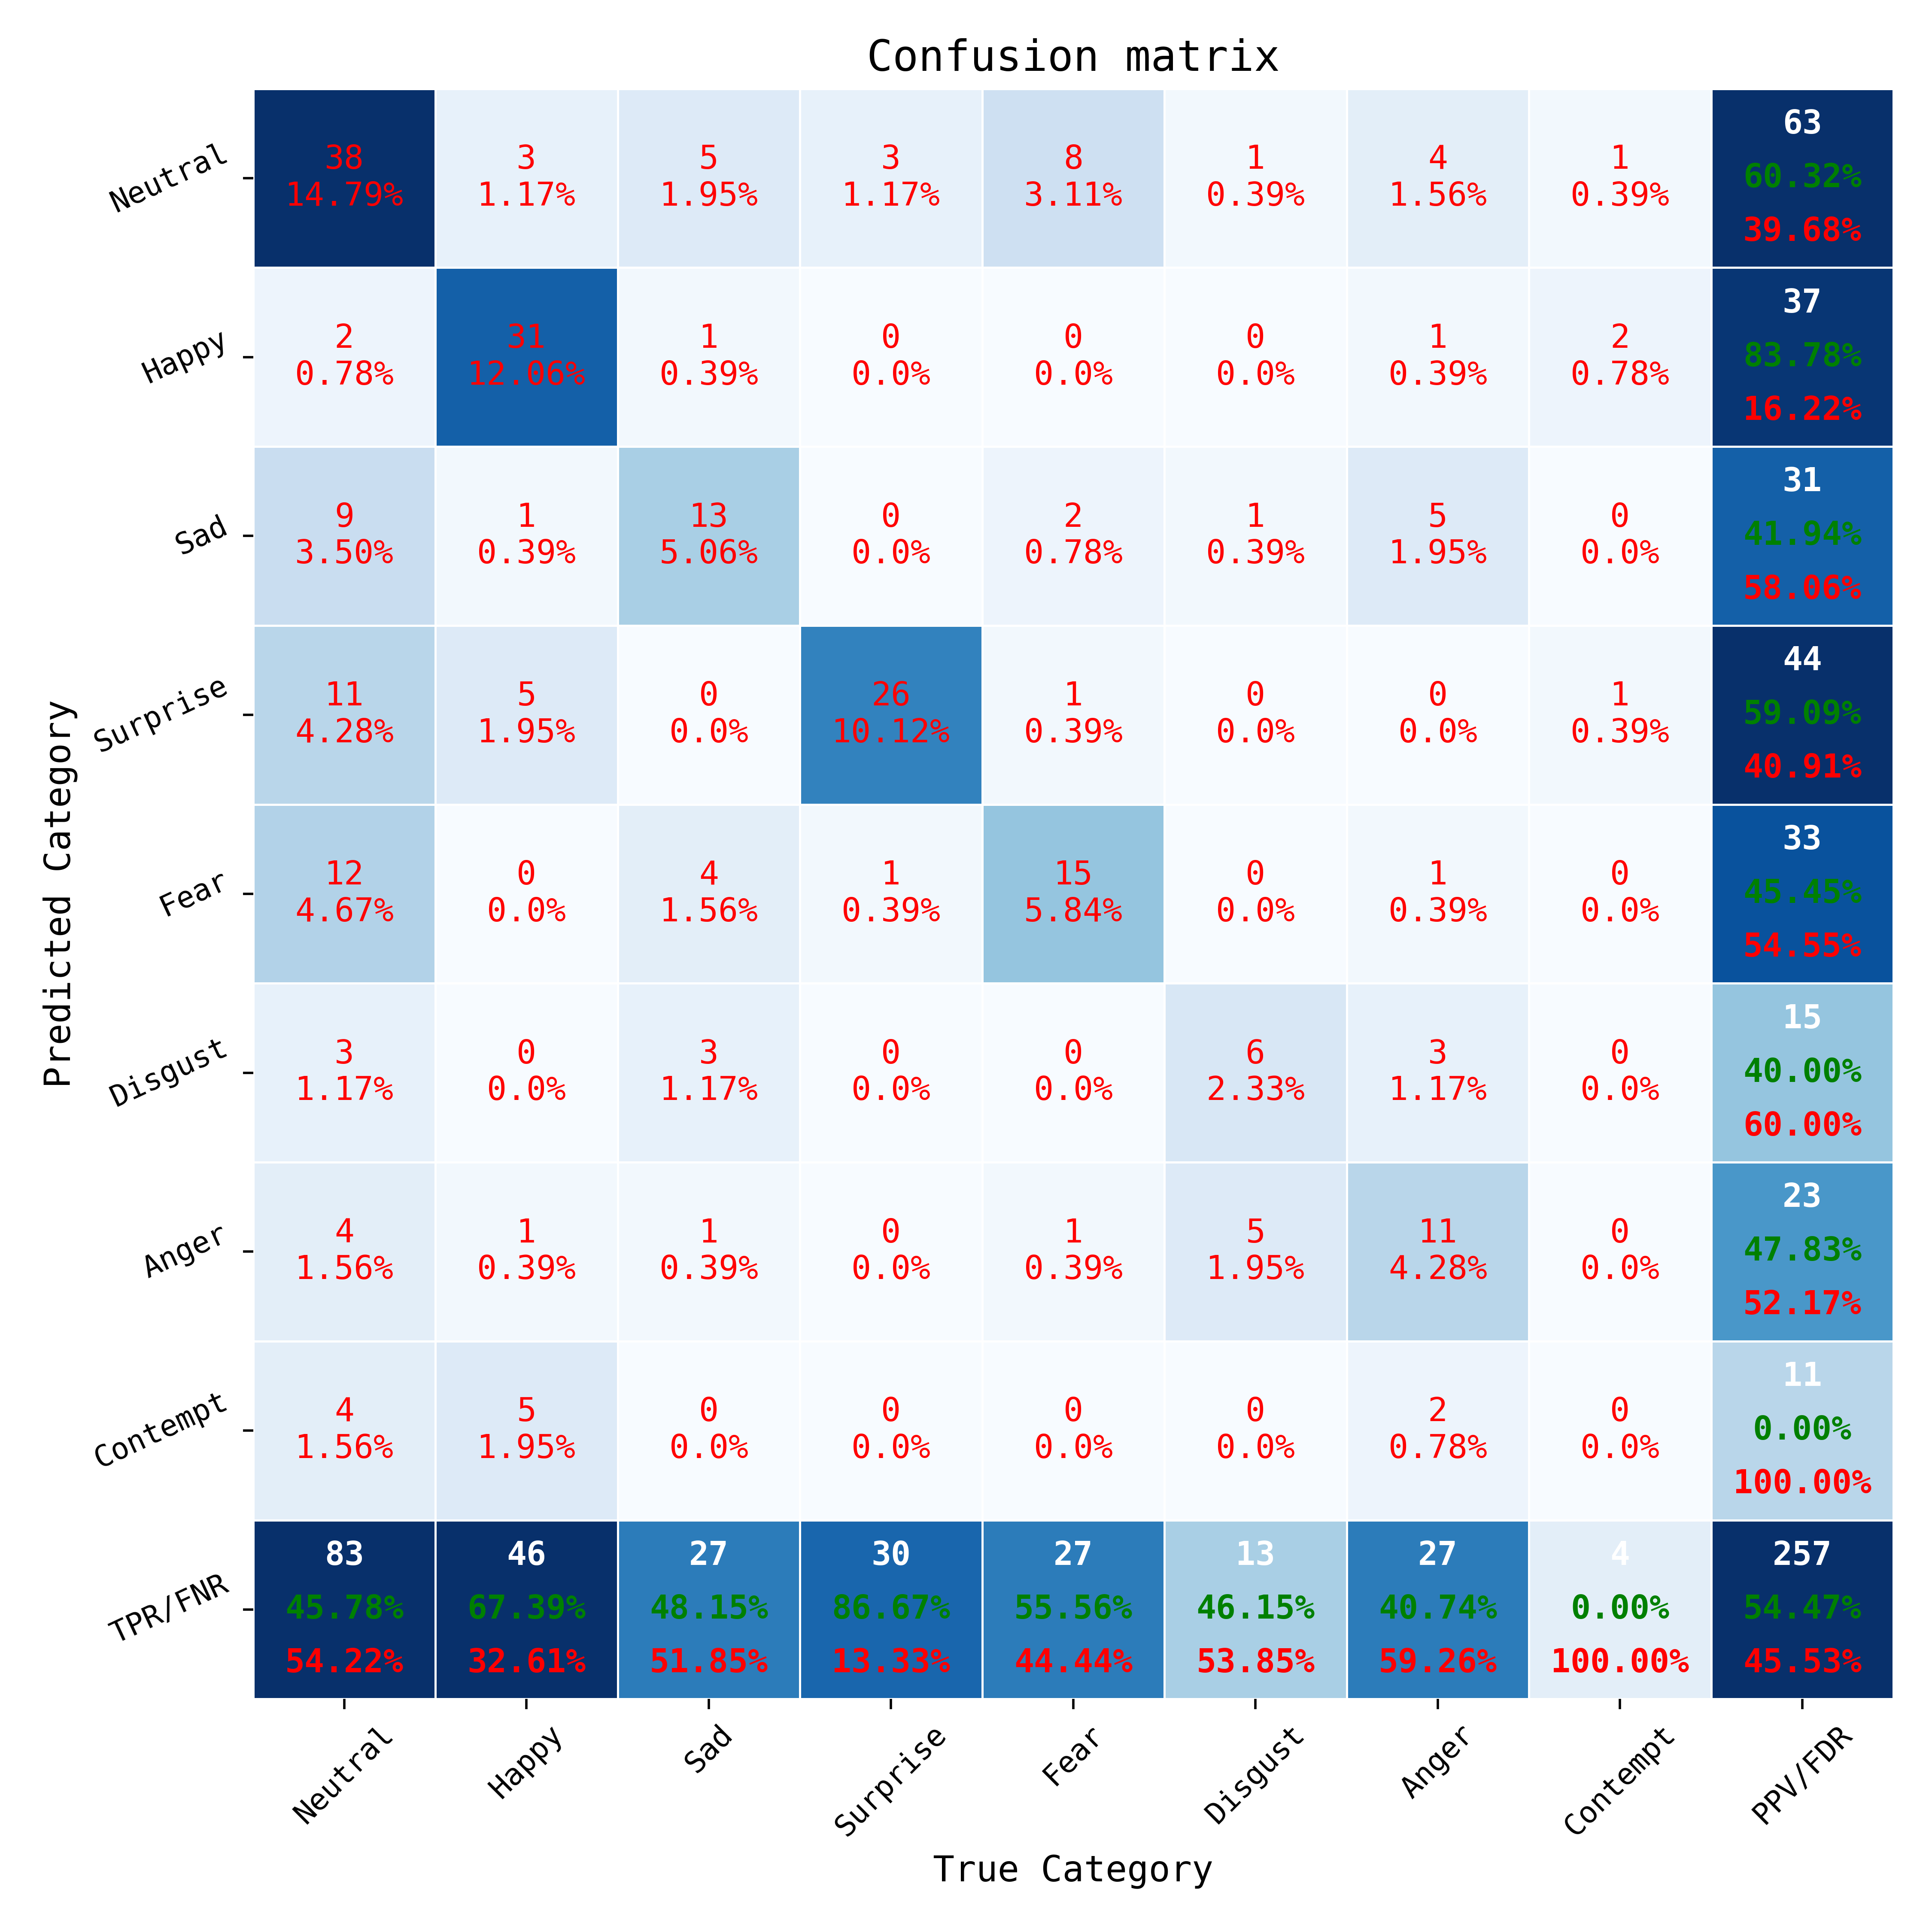 Confusion matrix
Predicted Category
Neutral
38 3 5 3 8 1 4 1 63
14.79% 1.17% 1.95% 1.17% 3.11% 0.39% 1.56% 0.39% 60.32%
39.68%
Happy
2 31 1 0 0 0 1 2 37
0.78% 12.06% 0.39% 0.0% 0.0% 0.0% 0.39% 0.78% 83.78%
16.22%
Sad
9 1 13 0 2 1 5 0 31
3.50% 0.39% 5.06% 0.0% 0.78% 0.39% 1.95% 0.0% 41.94%
58.06%
Surprise
11 5 0 26 1 0 0 1 44
4.28% 1.95% 0.0% 10.12% 0.39% 0.0% 0.0% 0.39% 59.09%
40.91%
Fear
12 0 4 1 15 0 1 0 33
4.67% 0.0% 1.56% 0.39% 5.84% 0.0% 0.39% 0.0% 45.45%
54.55%
Disgust
3 0 3 0 0 6 3 0 15
1.17% 0.0% 1.17% 0.0% 0.0% 2.33% 1.17% 0.0% 40.00%
60.00%
Anger
4 1 1 0 1 5 11 0 23
1.56% 0.39% 0.39% 0.0% 0.39% 1.95% 4.28% 0.0% 47.83%
52.17%
Contempt
4 5 0 0 0 0 2 0 11
1.56% 1.95% 0.0% 0.0% 0.0% 0.0% 0.78% 0.0% 0.00%
100.00%
TPR/FNR
83 46 27 30 27 13 27 4 257
45.78% 67.39% 48.15% 86.67% 55.56% 46.15% 40.74% 0.00% 54.47%
54.22% 32.61% 51.85% 13.33% 44.44% 53.85% 59.26% 100.00% 45.53%
Neutral Happy Sad Surprise Fear Disgust Anger Contempt PPV/FDR
True Category